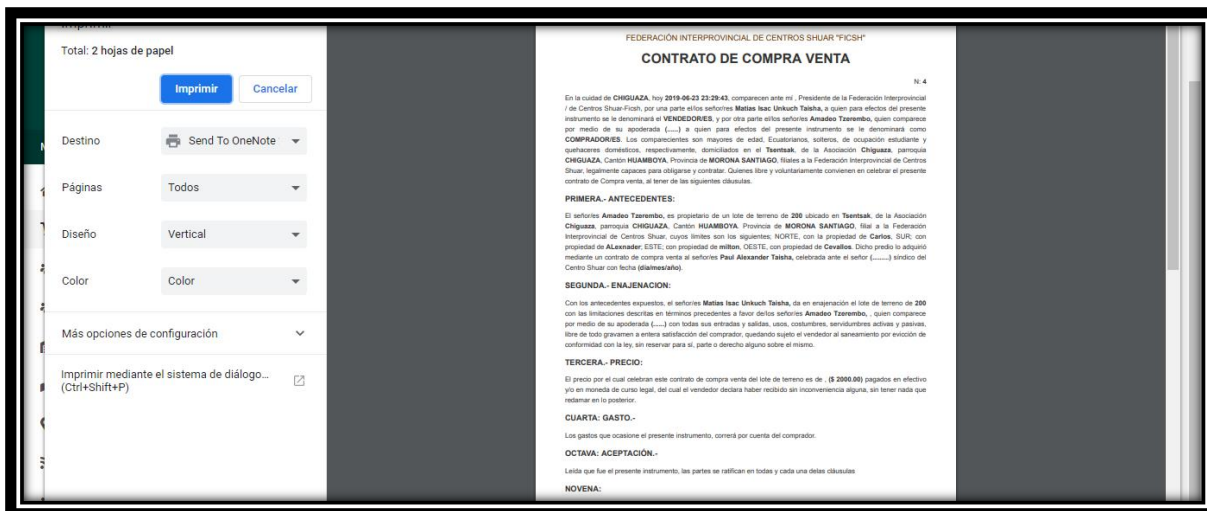 Total: 2 hojas de papel
Imprimir
Cancelar
Destino
Send To OneNote
Páginas
Todos
Diseño
Vertical
Color
Color
Más opciones de configuración
Imprimir mediante el sistema de diálogo...
(Ctrl+Shift+P)
FEDERACIÓN INTERPROVINCIAL DE CENTROS SHUAR "FICSH"
CONTRATO DE COMPRA VENTA
N: 4
En la cuidad de CHIGUAZA, hoy 2019-06-23 23:29:43, comparecen ante mí , Presidente de la Federación Interprovincial
/ de Centros Shuar-Ficsh, por una parte el/los señor/res Matias Isac Unkuch Taisha, a quien para efectos del presente
instrumento se le denominará el VENDEDOR/ES, y por otra parte el/los señor/es Amadeo Tzerembo, quien comparece
por medio de su apoderada (......) a quien para efectos del presente instrumento se le denominará como
COMPRADOR/ES. Los comparecientes son mayores de edad, Ecuatorianos, solteros, de ocupación estudiante y
quehaceres domésticos, respectivamente, domiciliados en el Tsentsak, de la Asociación Chiguaza, parroquia
CHIGUAZA, Cantón HUAMBOYA, Provincia de MORONA SANTIAGO, filiales a la Federación Interprovincial de Centros
Shuar, legalmente capaces para obligarse y contratar. Quienes libre y voluntariamente convienen en celebrar el presente
contrato de Compra venta, al tener de las siguientes cláusulas.
PRIMERA.- ANTECEDENTES:
El señor/es Amadeo Tzerembo, es propietario de un lote de terreno de 200 ubicado en Tsentsak, de la Asociación
Chiguaza, parroquia CHIGUAZA, Cantón HUAMBOYA, Provincia de MORONA SANTIAGO, filial a la Federación
Interprovincial de Centros Shuar, cuyos límites son los siguientes; NORTE, con la propiedad de Carlos, SUR; con
propiedad de ALexnader; ESTE; con propiedad de milton, OESTE, con propiedad de Cevallos. Dicho predio lo adquirió
mediante un contrato de compra venta al señor/es Paul Alexander Taisha, celebrada ante el señor (.........) síndico del
Centro Shuar con fecha (dia/mes/año).
SEGUNDA.- ENAJENACION:
Con los antecedentes expuestos, el señor/es Matias Isac Unkuch Taisha, da en enajenación el lote de terreno de 200
con las limitaciones descritas en términos precedentes a favor de/los señor/es Amadeo Tzerembo, , quien comparece
por medio de su apoderada (......) con todas sus entradas y salidas, usos, costumbres, servidumbres activas y pasivas,
libre de todo gravamen a entera satisfacción del comprador, quedando sujeto el vendedor al saneamiento por evicción de
conformidad con la ley, sin reservar para sí, parte o derecho alguno sobre el mismo.
TERCERA.- PRECIO:
El precio por el cual celebran este contrato de compra venta del lote de terreno es de , ($ 2000.00) pagados en efectivo
y/o en moneda de curso legal, del cual el vendedor declara haber recibido sin inconveniencia alguna, sin tener nada que
redamar en lo posterior.
CUARTA: GASTO.-
Los gastos que ocasione el presente instrumento, correrá por cuenta del comprador.
OCTAVA: ACEPTACIÓN.-
Leída que fue el presente instrumento, las partes se ratifican en todas y cada una delas cláusulas
NOVENA: